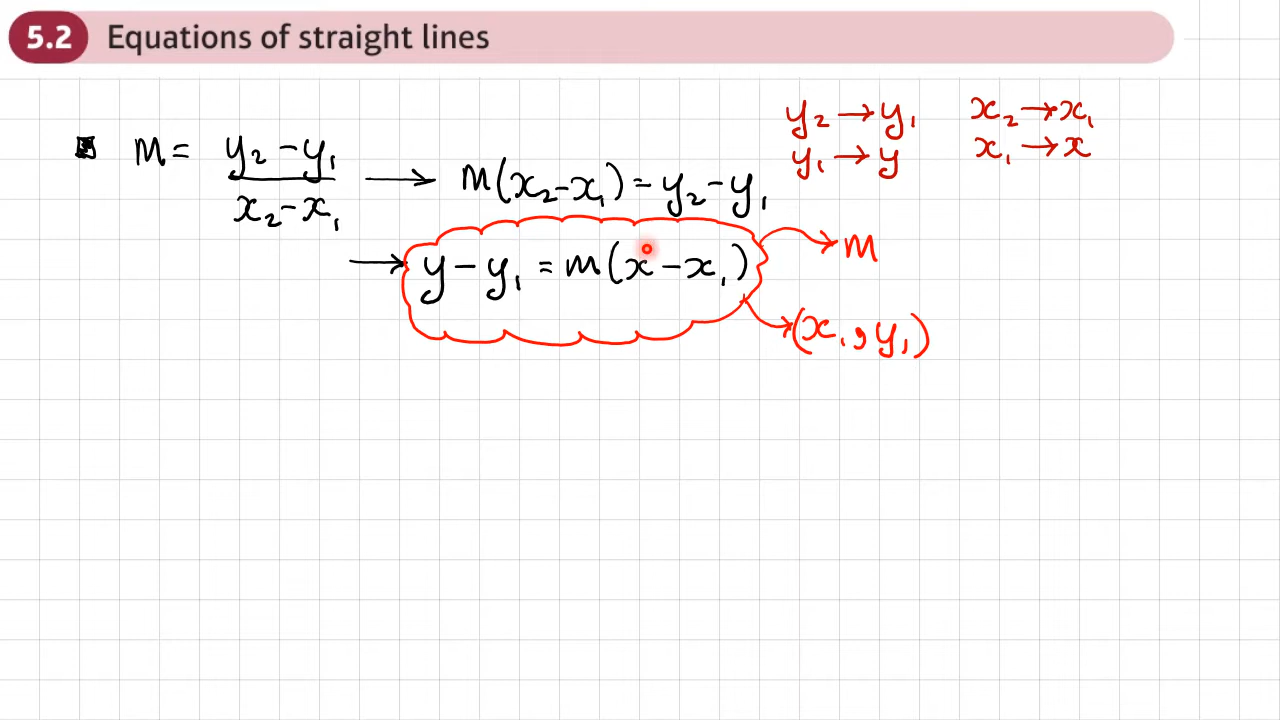 5.2 Equations of straight lines
y₂ → y₁ x₂ → x₁
y₁ → y x₁ → x
m = (y₂ - y₁)/(x₂ - x₁) → m(x₂ - x₁) = y₂ - y₁
→ y - y₁ = m(x - x₁) → m
→ (x₁, y₁)